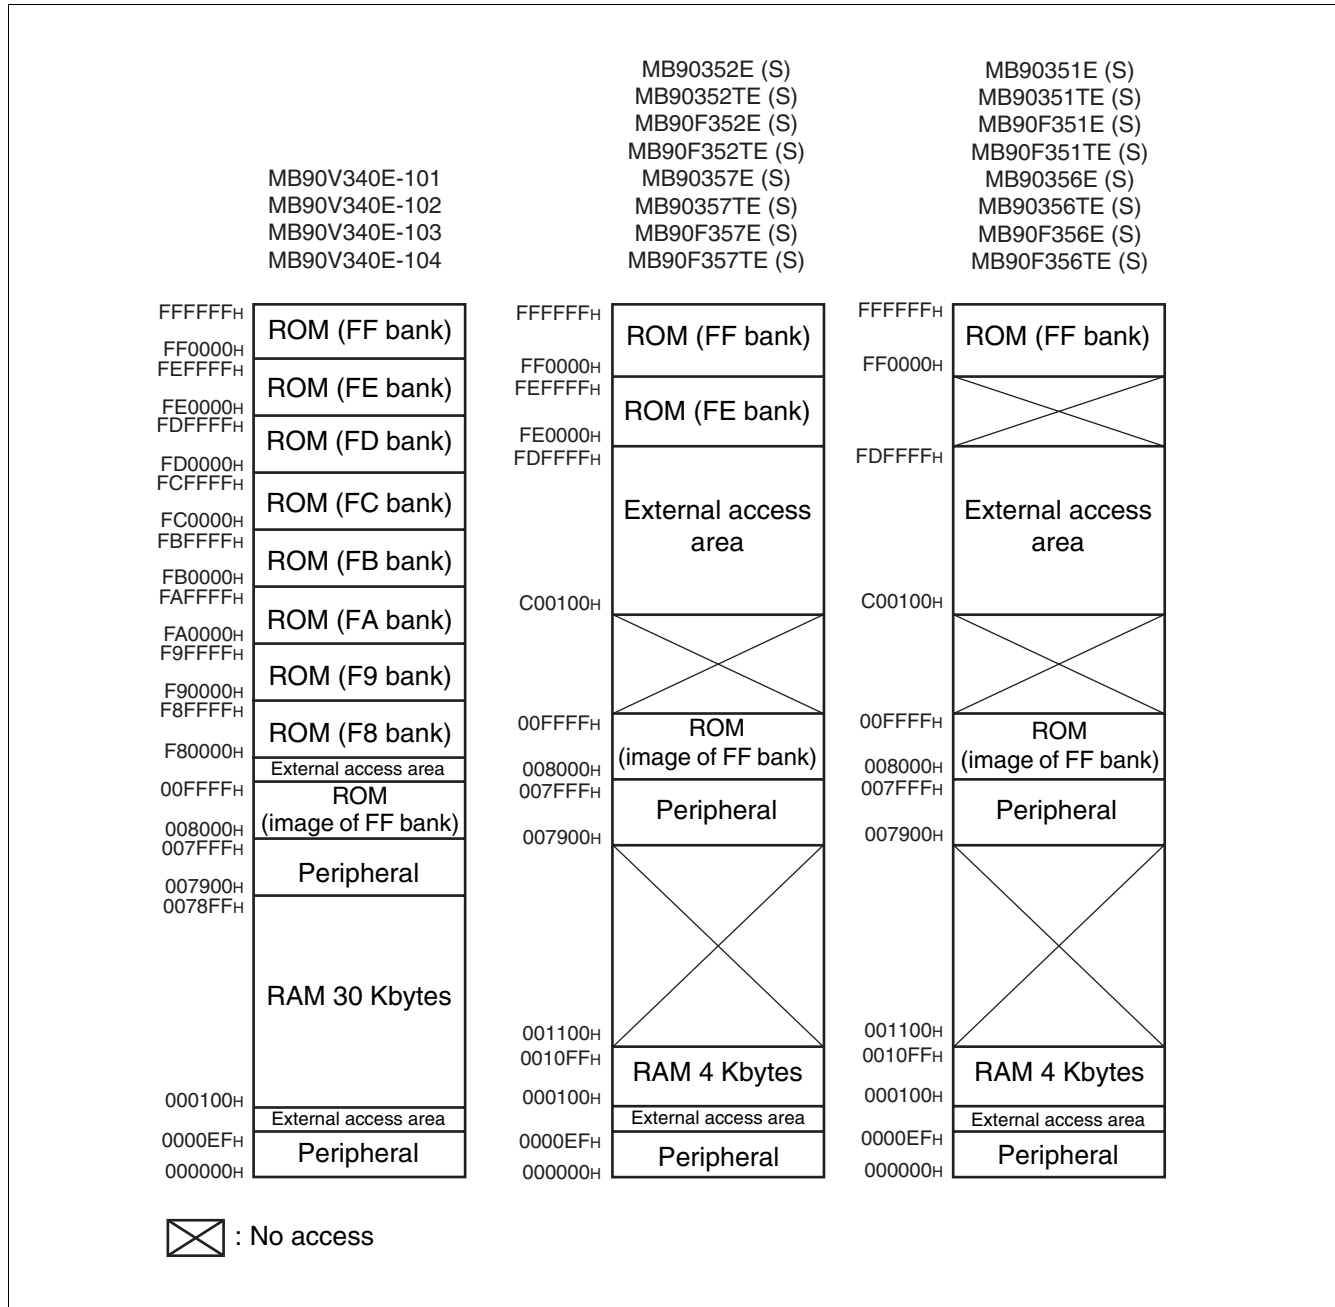 MB90V340E-101
MB90V340E-102
MB90V340E-103
MB90V340E-104
FFFFFFH
ROM (FF bank)
FF0000H
FEFFFFH
ROM (FE bank)
FE0000H
FDFFFFH
ROM (FD bank)
FD0000H
FCFFFFH
ROM (FC bank)
FC0000H
FBFFFFH
ROM (FB bank)
FB0000H
FAFFFFH
ROM (FA bank)
FA0000H
F9FFFFH
ROM (F9 bank)
F90000H
F8FFFFH
ROM (F8 bank)
F80000H
External access area
00FFFFH
ROM
(image of FF bank)
008000H
007FFFH
Peripheral
007900H
0078FFH
RAM 30 Kbytes
000100H
External access area
0000EFH
Peripheral
000000H
MB90352E (S)
MB90352TE (S)
MB90F352E (S)
MB90F352TE (S)
MB90357E (S)
MB90357TE (S)
MB90F357E (S)
MB90F357TE (S)
FFFFFFH
ROM (FF bank)
FF0000H
FEFFFFH
ROM (FE bank)
FE0000H
FDFFFFH
External access
area
C00100H
00FFFFH
ROM
(image of FF bank)
008000H
007FFFH
Peripheral
007900H
001100H
0010FFH
RAM 4 Kbytes
000100H
External access area
0000EFH
Peripheral
000000H
MB90351E (S)
MB90351TE (S)
MB90F351E (S)
MB90F351TE (S)
MB90356E (S)
MB90356TE (S)
MB90F356E (S)
MB90F356TE (S)
FFFFFFH
ROM (FF bank)
FF0000H
FDFFFFH
External access
area
C00100H
00FFFFH
ROM
(image of FF bank)
008000H
007FFFH
Peripheral
007900H
001100H
0010FFH
RAM 4 Kbytes
000100H
External access area
0000EFH
Peripheral
000000H
: No access